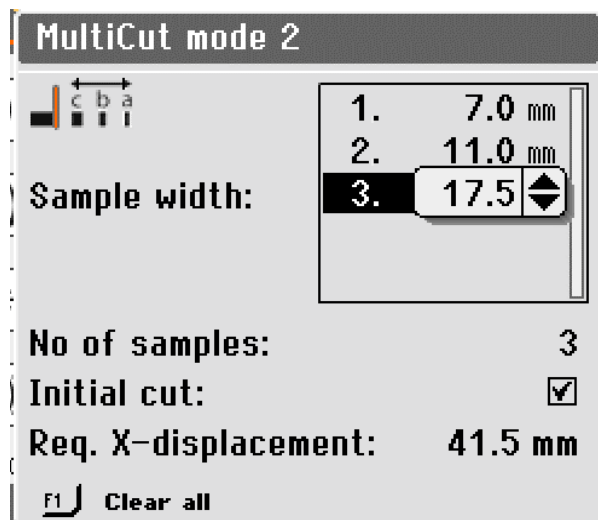 MultiCut mode 2
c b a
1. 7.0 mm
2. 11.0 mm
Sample width:
3. 17.5
No of samples: 3
Initial cut:
Req. X-displacement: 41.5 mm
F1 Clear all